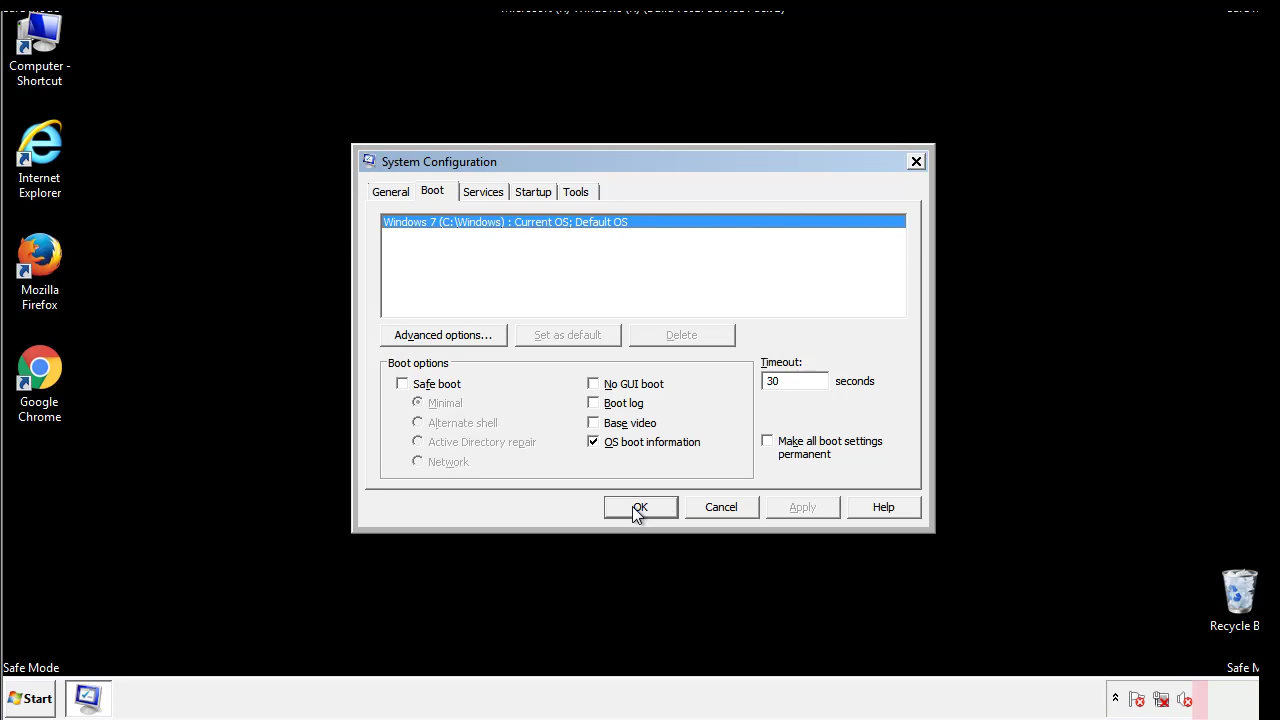 Computer -
Shortcut
Internet
Explorer
Mozilla
Firefox
Google
Chrome
System Configuration
General Boot Services Startup Tools
Windows 7 (C:\Windows) : Current OS; Default OS
Advanced options... Set as default Delete
Boot options
Safe boot
Minimal
Alternate shell
Active Directory repair
Network
No GUI boot
Boot log
Base video
OS boot information
Timeout:
30 seconds
Make all boot settings
permanent
OK Cancel Apply Help
Recycle B
Safe Mode
Safe M
Start